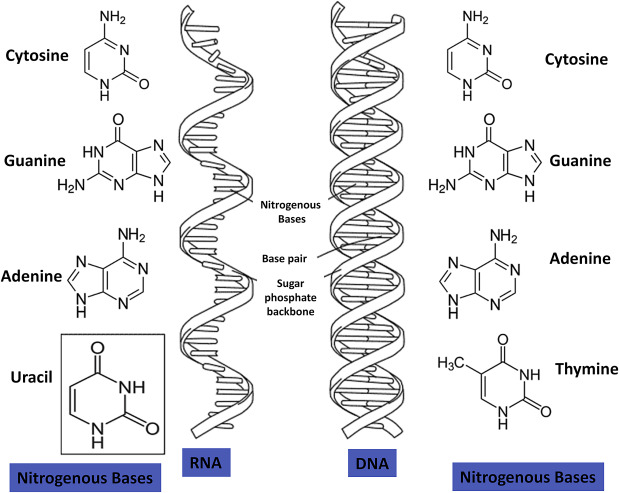 Cytosine
NH₂
N
N
H
O
Guanine
O
HN
N
H₂N
N
N
H
Adenine
NH₂
N
N
N
H
N
Uracil
O
NH
N
H
O
Nitrogenous Bases
RNA
Nitrogenous
Bases
Base pair
Sugar
phosphate
backbone
DNA
NH₂
N
N
H
O
Cytosine
O
HN
N
H₂N
N
N
H
Guanine
NH₂
N
N
N
H
N
Adenine
H₃C
O
NH
N
H
O
Thymine
Nitrogenous Bases